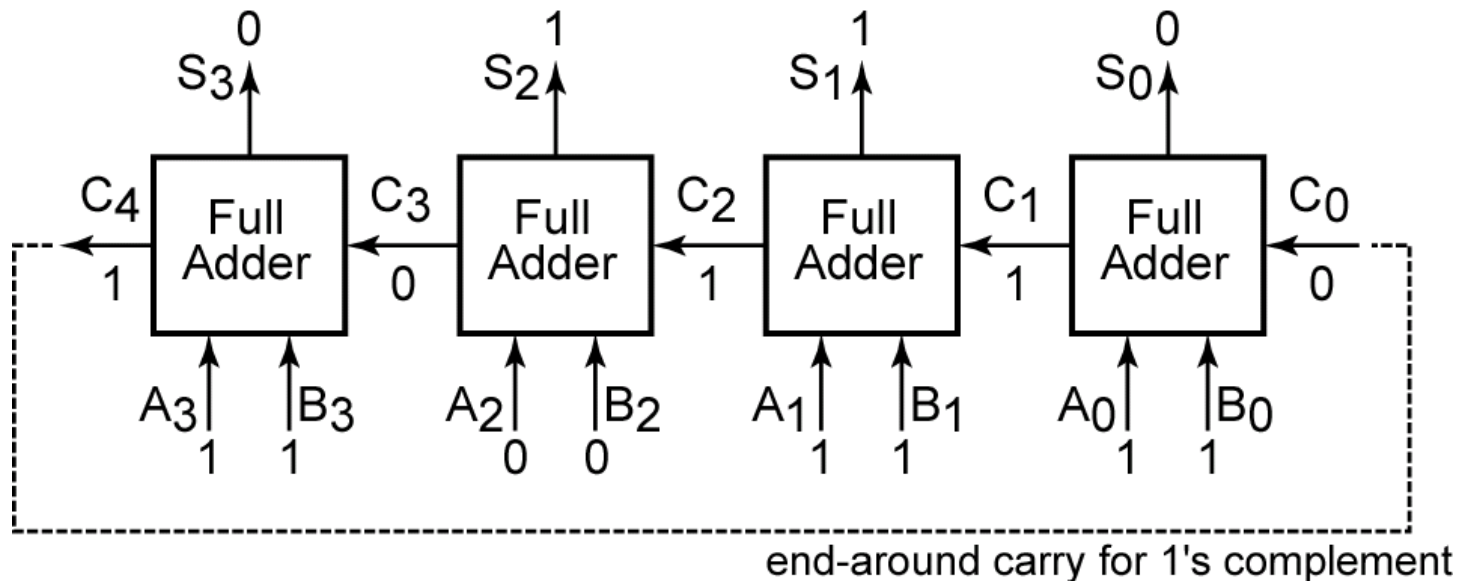 0 1 1 0
S3 S2 S1 S0
C4 C3 C2 C1 C0
Full Full Full Full
Adder Adder Adder Adder
1 0 1 1 0
A3 B3 A2 B2 A1 B1 A0 B0
1 1 0 0 1 1 1 1
end-around carry for 1's complement